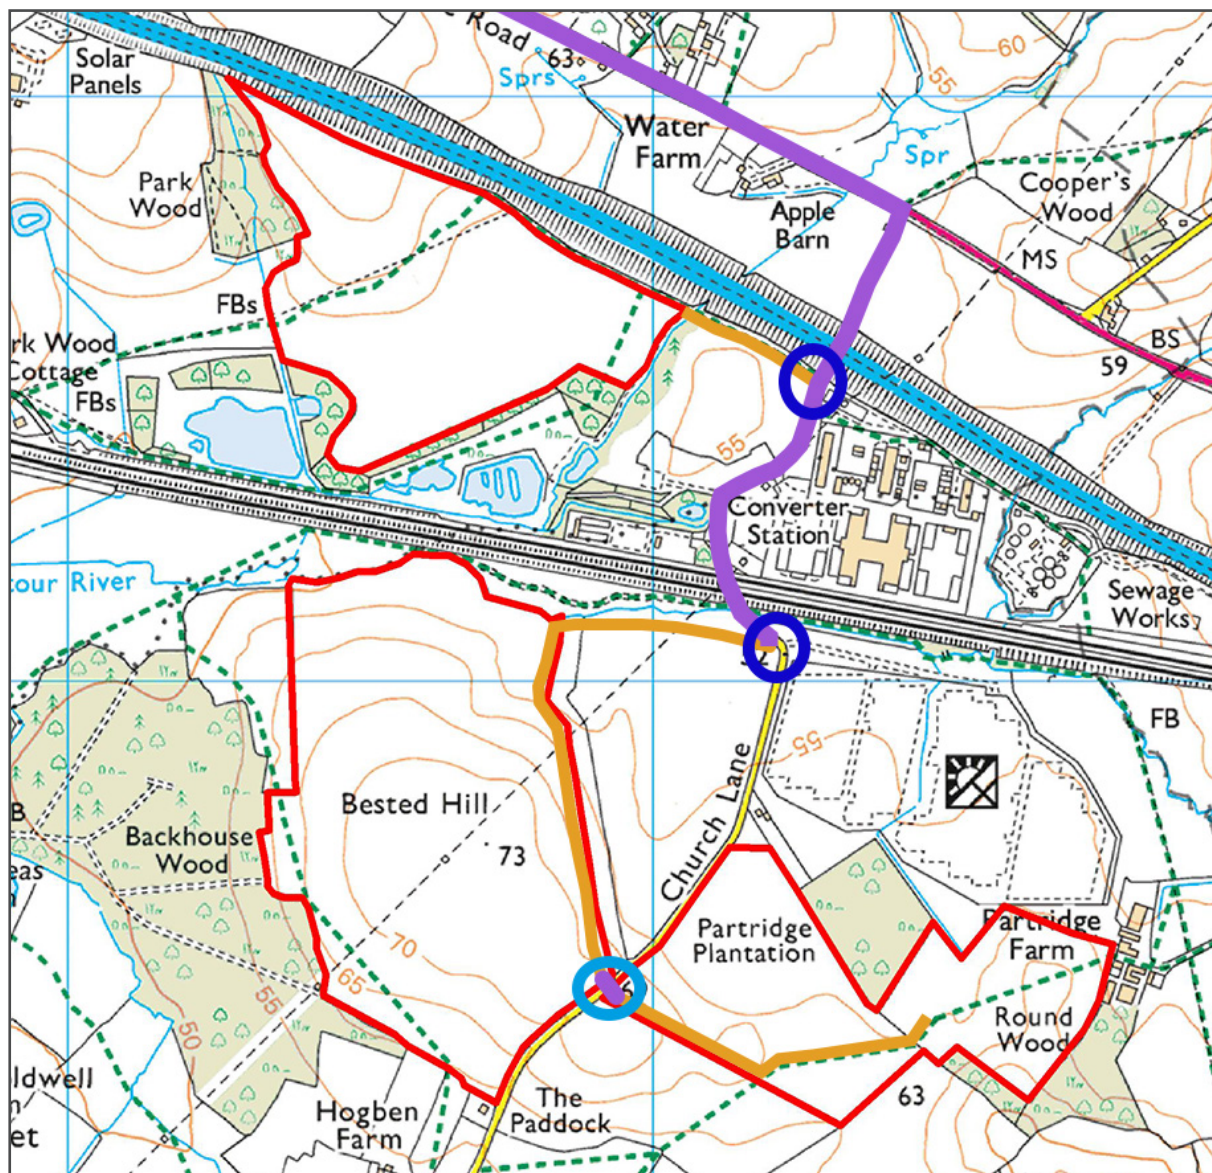 Road
Solar
Panels
63
Sprs
60
55
Water
Farm
Spr
Park
Wood
Cooper's
Wood
Apple
Barn
MS
FBs
BS
59
rk Wood
Cottage
FBs
55
Converter
Station
tour River
Sewage
Works
FB
55
Church Lane
Bested Hill
73
B
Backhouse
Wood
eas
70
65
55
50
Partridge
Plantation
Partridge
Farm
Round
Wood
ldwell
The
Paddock
63
Hogben
Farm
et